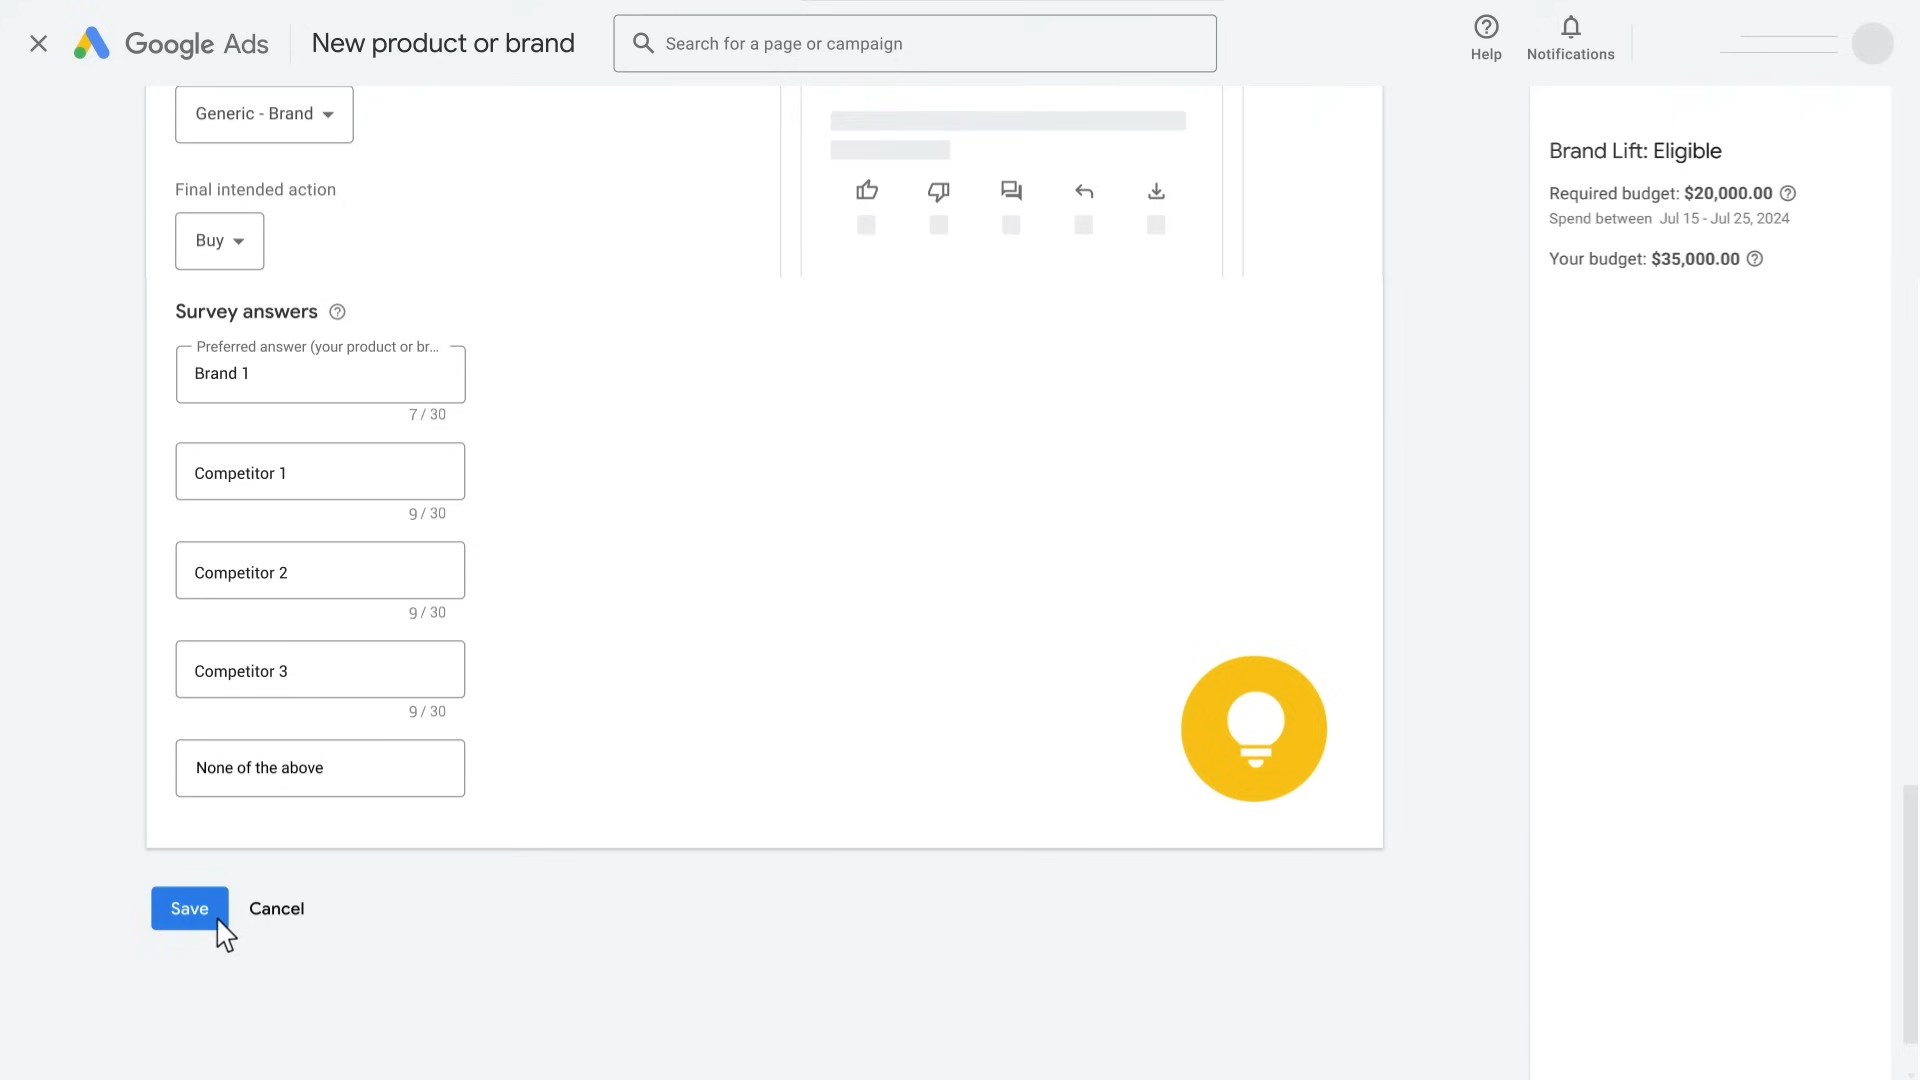 Google Ads
New product or brand
Search for a page or campaign
Help
Notifications
Generic - Brand
Final intended action
Buy
Survey answers
Preferred answer (your product or br...
Brand 1
7 / 30
Competitor 1
9 / 30
Competitor 2
9 / 30
Competitor 3
9 / 30
None of the above
Save
Cancel
Brand Lift: Eligible
Required budget: $20,000.00
Spend between Jul 15 - Jul 25, 2024
Your budget: $35,000.00